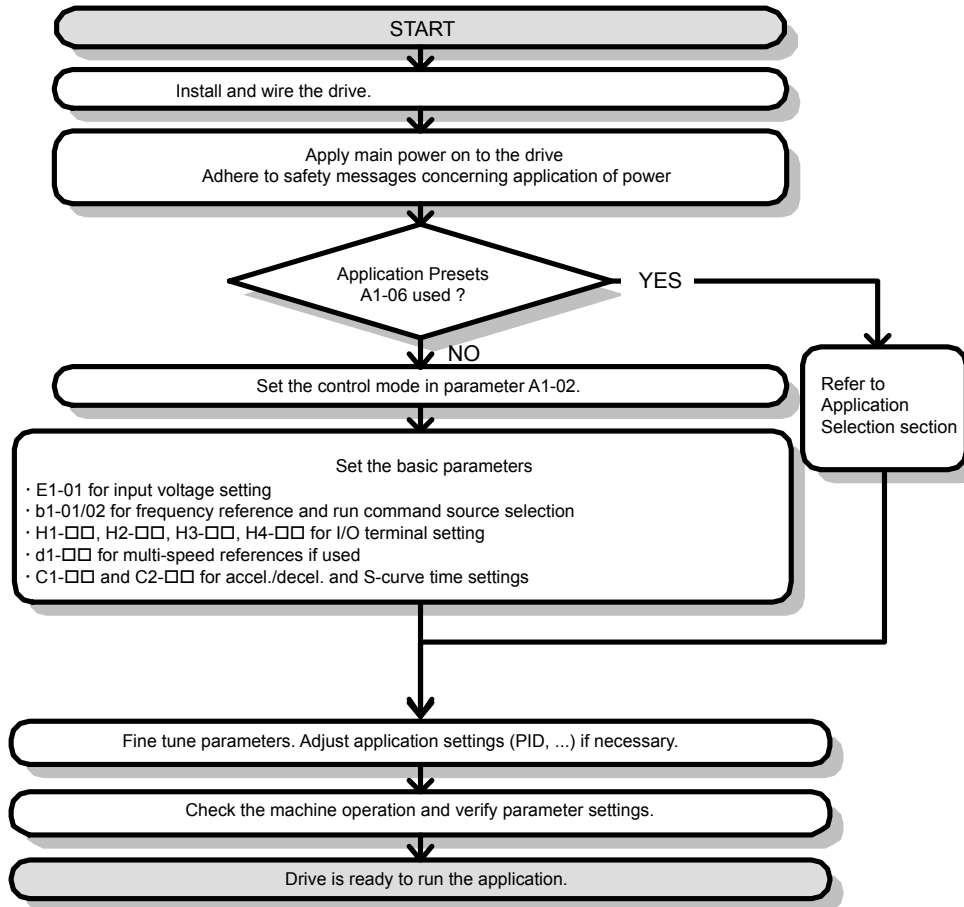 START
Install and wire the drive.
Apply main power on to the drive
Adhere to safety messages concerning application of power
Application Presets
A1-06 used ?
YES
NO
Set the control mode in parameter A1-02.
Refer to
Application
Selection section
Set the basic parameters
· E1-01 for input voltage setting
· b1-01/02 for frequency reference and run command source selection
· H1-□□, H2-□□, H3-□□, H4-□□ for I/O terminal setting
· d1-□□ for multi-speed references if used
· C1-□□ and C2-□□ for accel./decel. and S-curve time settings
Fine tune parameters. Adjust application settings (PID, ...) if necessary.
Check the machine operation and verify parameter settings.
Drive is ready to run the application.